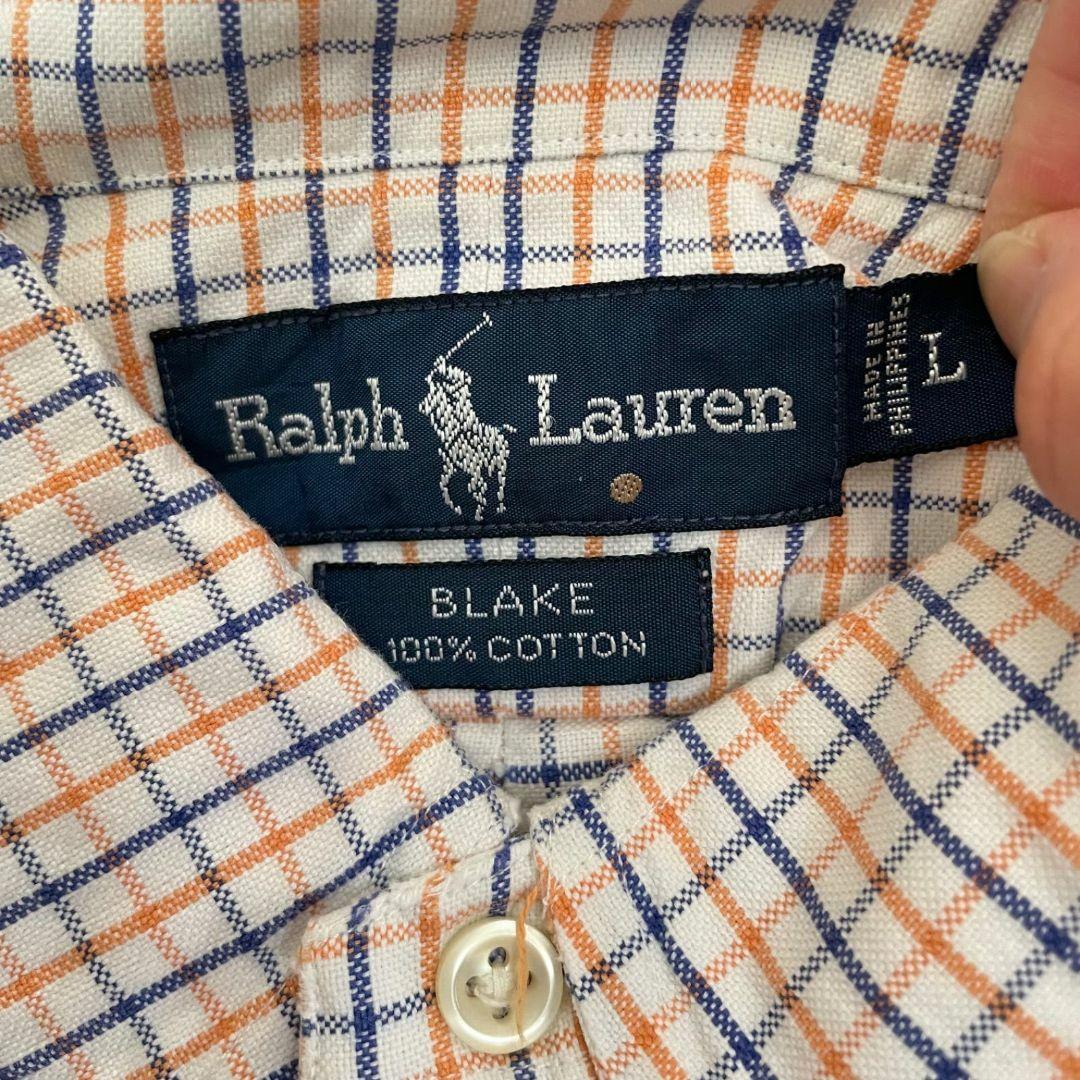 Ralph Lauren
MADE IN
PHILIPPINES
L
BLAKE
100% COTTON